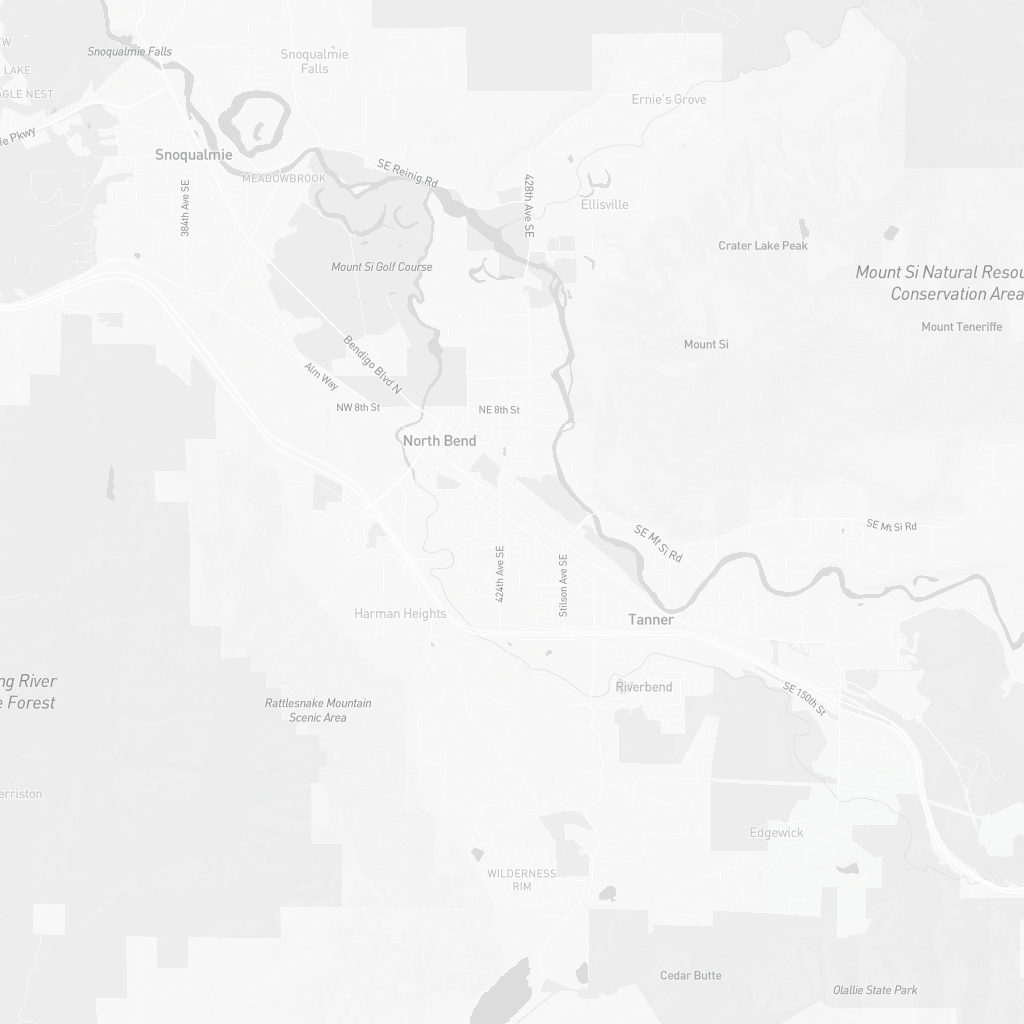 Snoqualmie Falls
Snoqualmie
Falls
LAKE
Ernie's Grove
Snoqualmie
SE Reinig Rd
MEADOWBROOK
384th Ave SE
428th Ave SE
Ellisville
Crater Lake Peak
Mount Si Golf Course
Mount Si Natural Resou
Conservation Area
Mount Teneriffe
Mount Si
Bendigo Blvd N
Alm Way
NW 8th St
NE 8th St
North Bend
SE Mt Si Rd
SE Mt Si Rd
424th Ave SE
Stilson Ave SE
Harman Heights
Tanner
ng River
e Forest
Riverbend
SE 150th St
Rattlesnake Mountain
Scenic Area
erriston
Edgewick
WILDERNESS
RIM
Cedar Butte
Olallie State Park